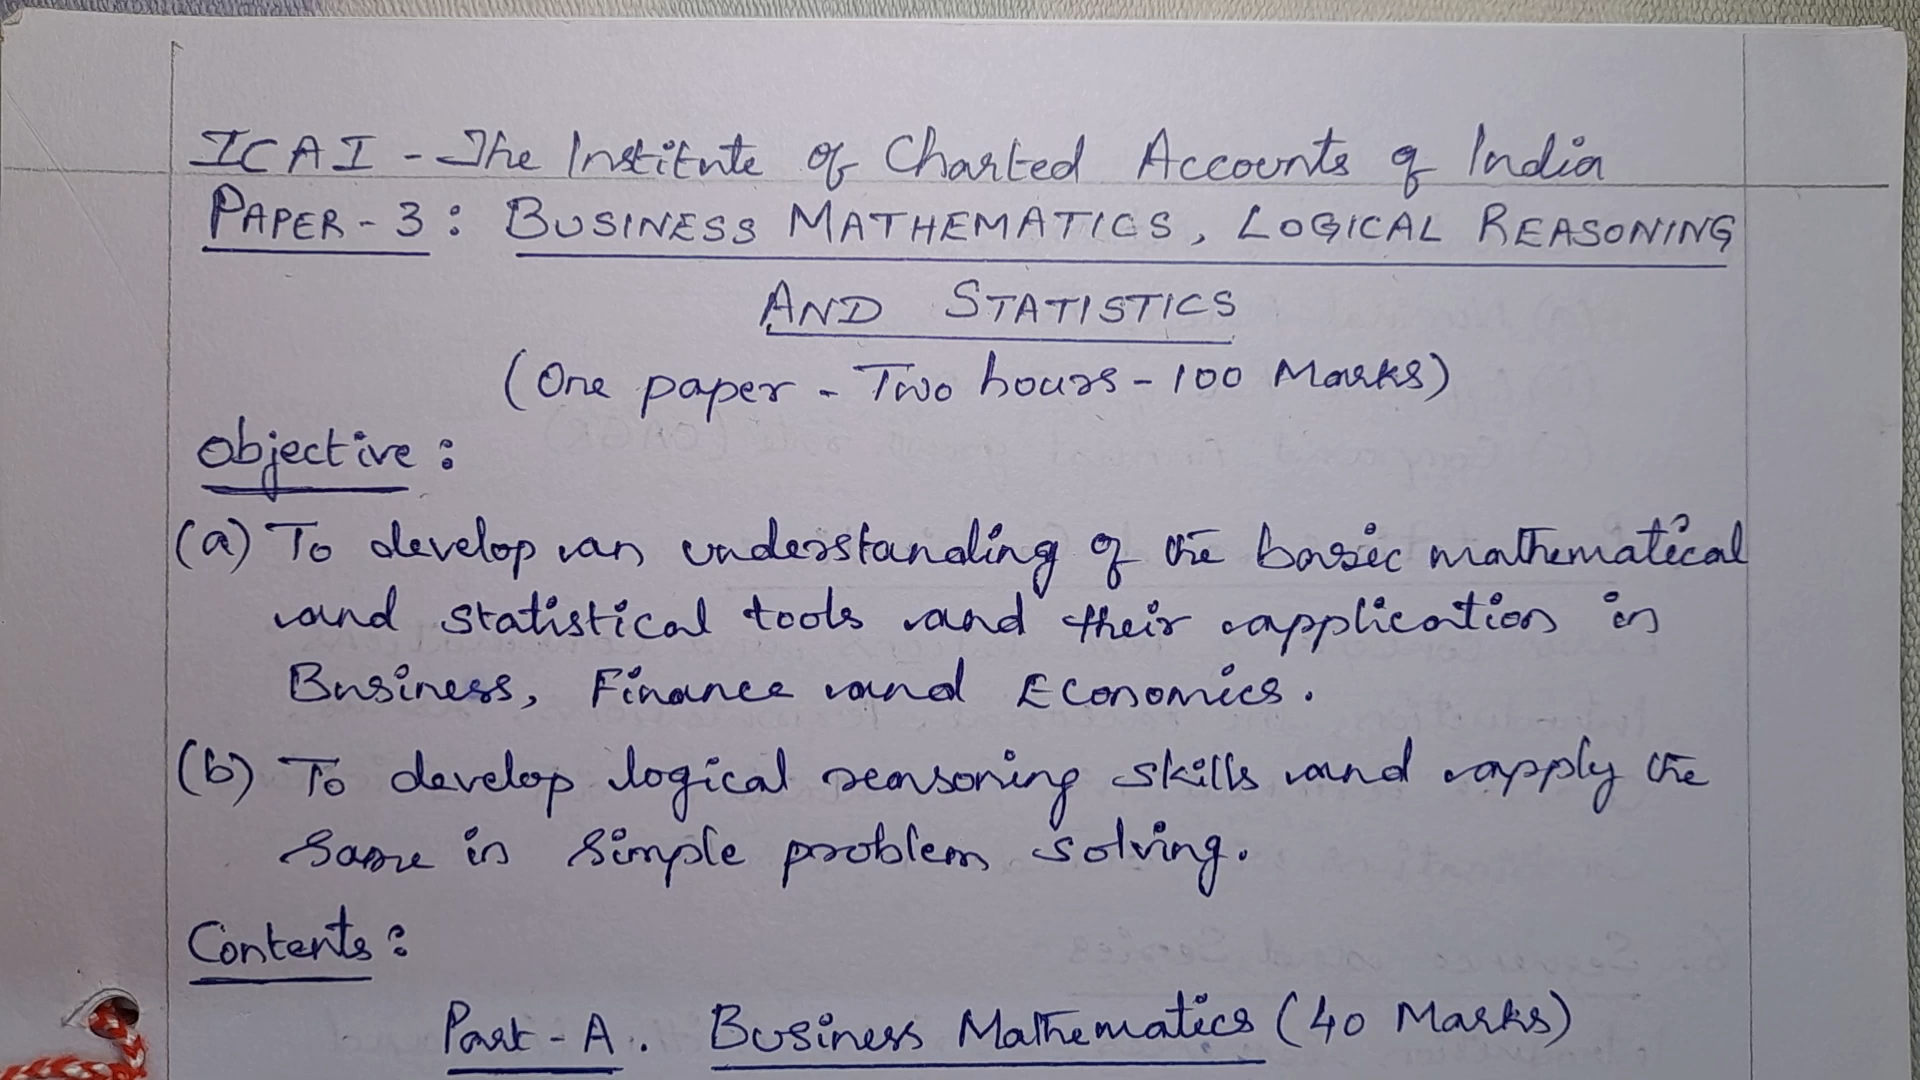 ICAI - The Institute of Charted Accounts of India
PAPER - 3 : BUSINESS MATHEMATICS, LOGICAL REASONING
AND STATISTICS
(One paper - Two hours - 100 Marks)
Objective :
(a) To develop an understanding of the basic mathematical
and statistical tools and their application in
Business, Finance and Economics.
(b) To develop logical reasoning skills and apply the
same in simple problem solving.
Contents :
Part - A. Business Mathematics (40 Marks)